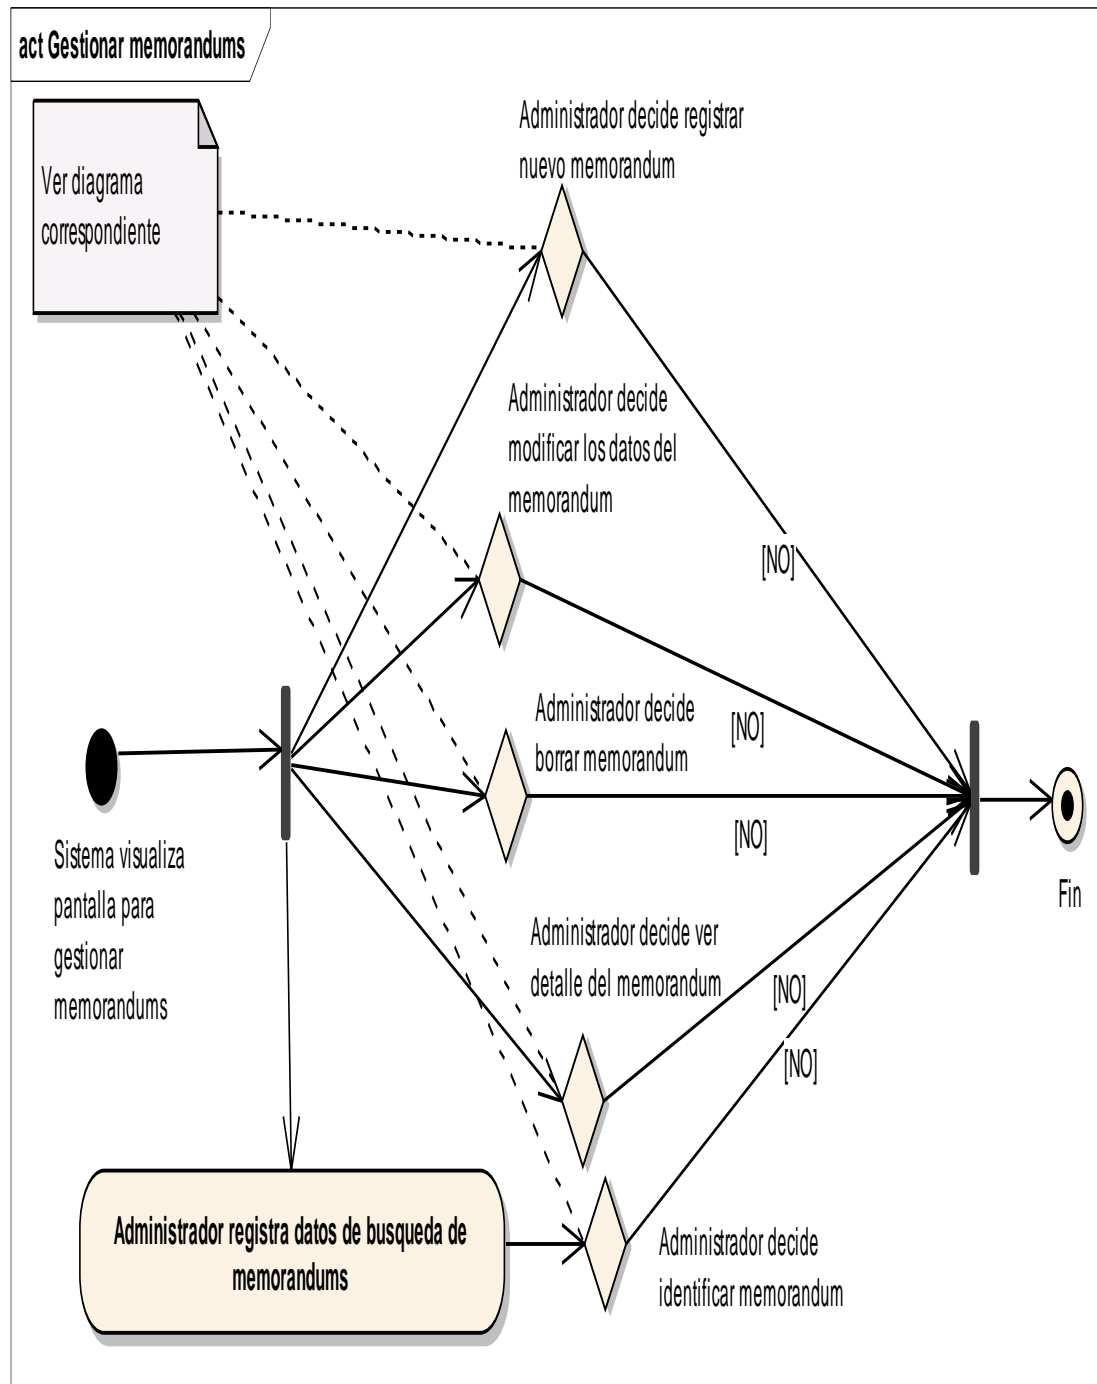 act Gestionar memorandums
Ver diagrama
correspondiente
Administrador decide registrar
nuevo memorandum
Administrador decide
modificar los datos del
memorandum
[NO]
Administrador decide
borrar memorandum
[NO]
[NO]
Sistema visualiza
pantalla para
gestionar
memorandums
Fin
Administrador decide ver
detalle del memorandum
[NO]
[NO]
Administrador registra datos de busqueda de
memorandums
Administrador decide
identificar memorandum